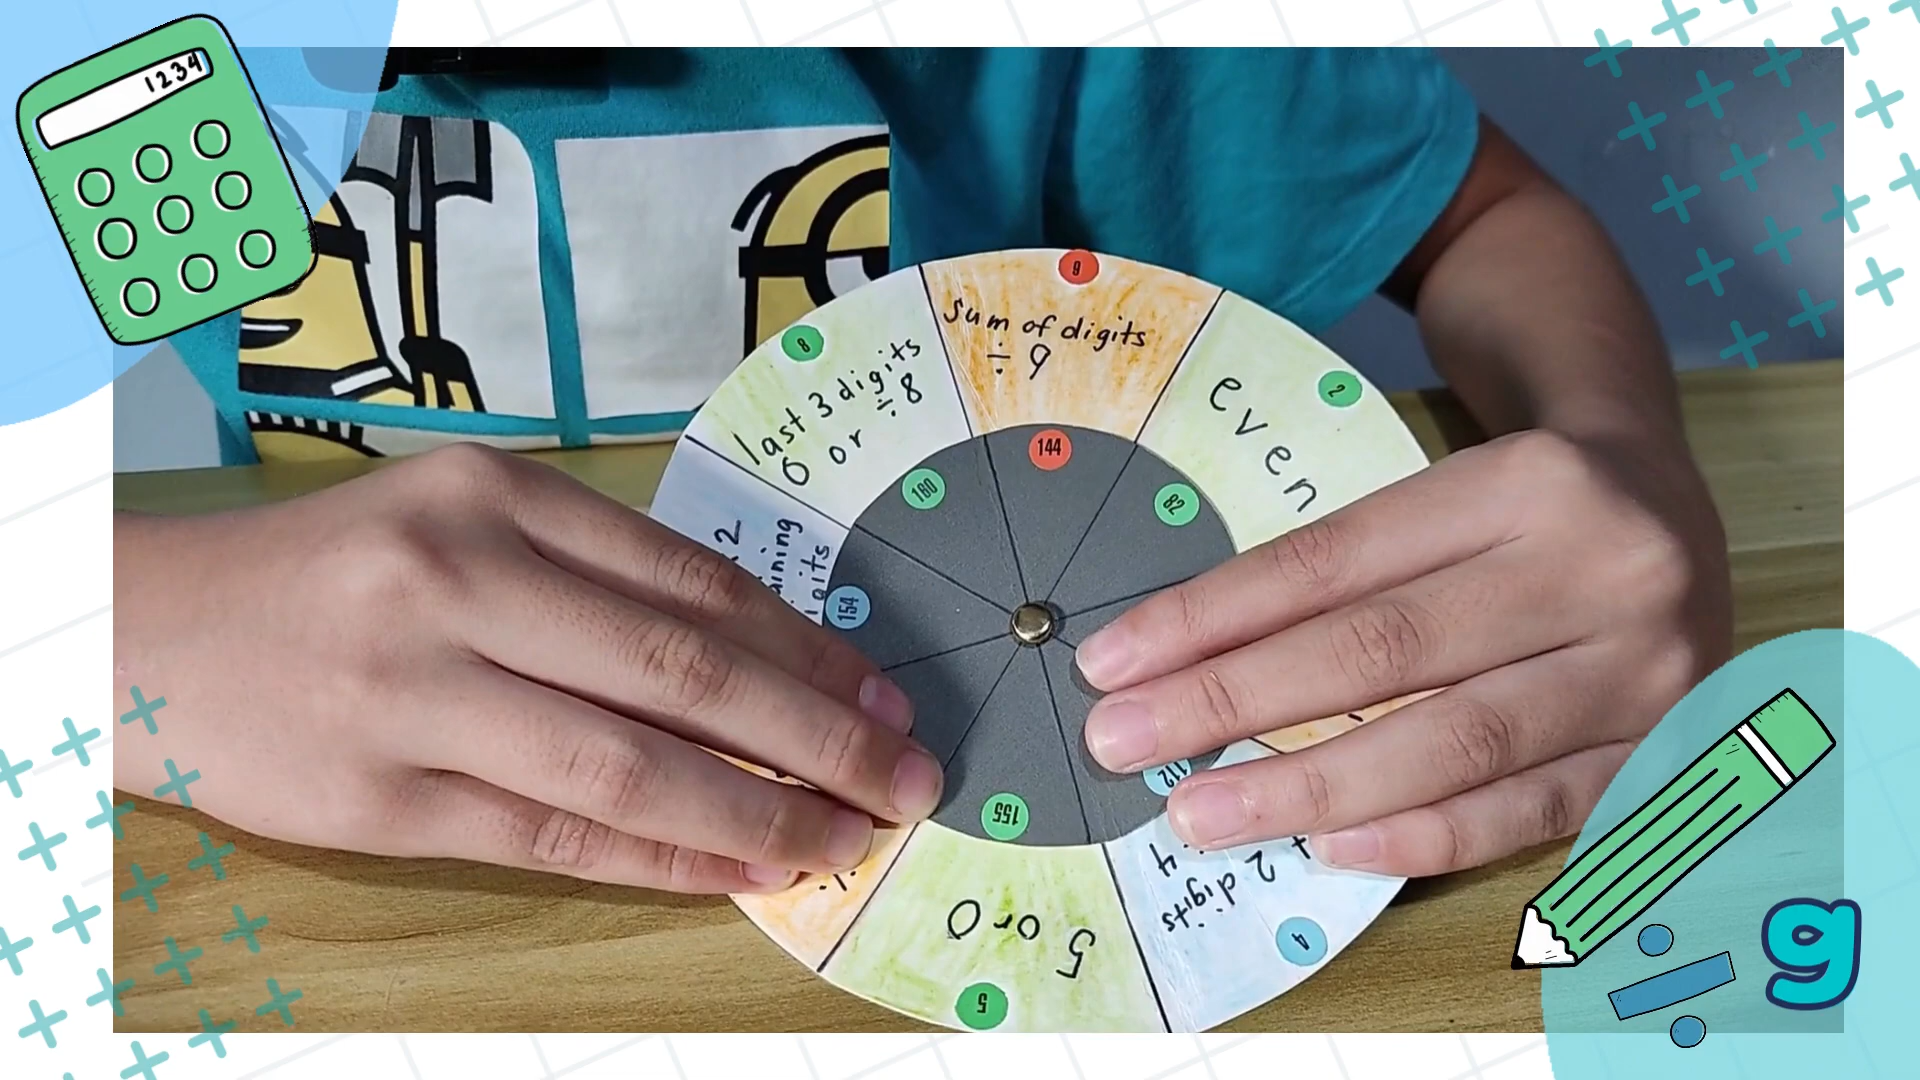 1234
9
sum of digits
÷ 9
8
last 3 digits
0 or ÷ 8
2
even
144
160
82
154
155
112
2
digits
÷ 4
4
5 or 0
5
g